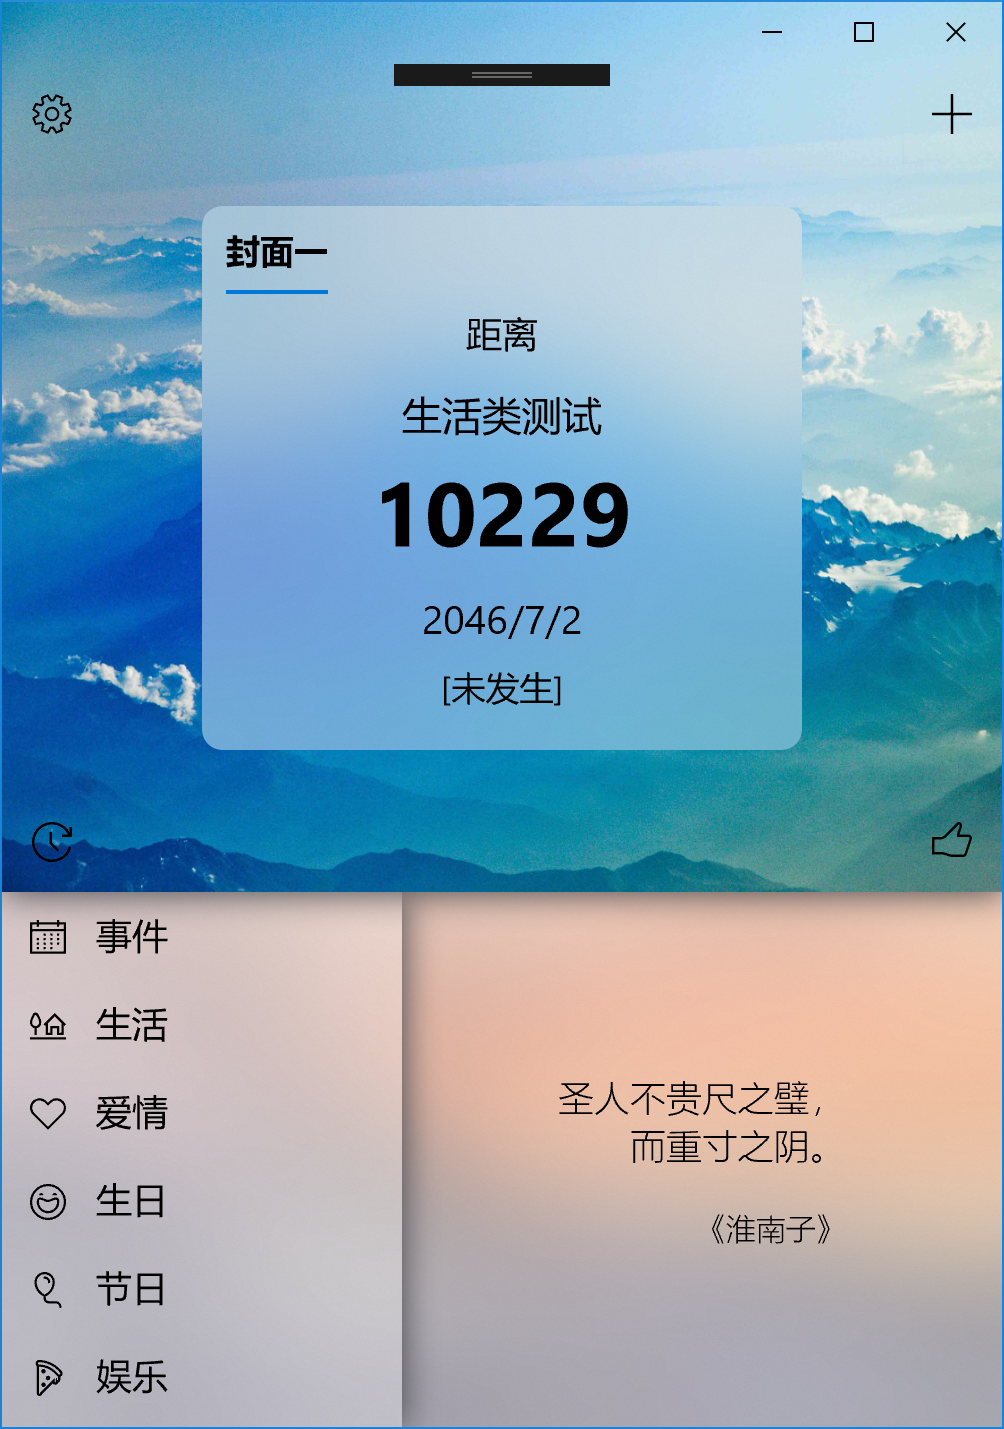 封面一
距离
生活类测试
10229
2046/7/2
[未发生]
事件
生活
爱情
生日
节日
娱乐
圣人不贵尺之璧，
而重寸之阴。
《淮南子》